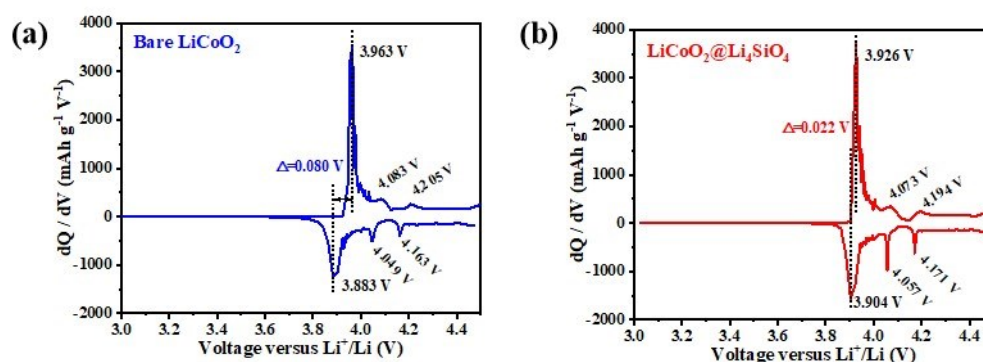 (a)
Bare LiCoO₂
3.963 V
△=0.080 V
4.083 V
4.205 V
4.049 V
4.163 V
3.883 V
4000
3000
2000
1000
0
-1000
-2000
dQ / dV (mAh g⁻¹ V⁻¹)
3.0 3.2 3.4 3.6 3.8 4.0 4.2 4.4
Voltage versus Li⁺/Li (V)
(b)
LiCoO₂@Li₄SiO₄
3.926 V
△=0.022 V
4.073 V
4.194 V
4.057 V
4.171 V
3.904 V
4000
3000
2000
1000
0
-1000
-2000
dQ / dV (mAh g⁻¹ V⁻¹)
3.0 3.2 3.4 3.6 3.8 4.0 4.2 4.4
Voltage versus Li⁺/Li (V)